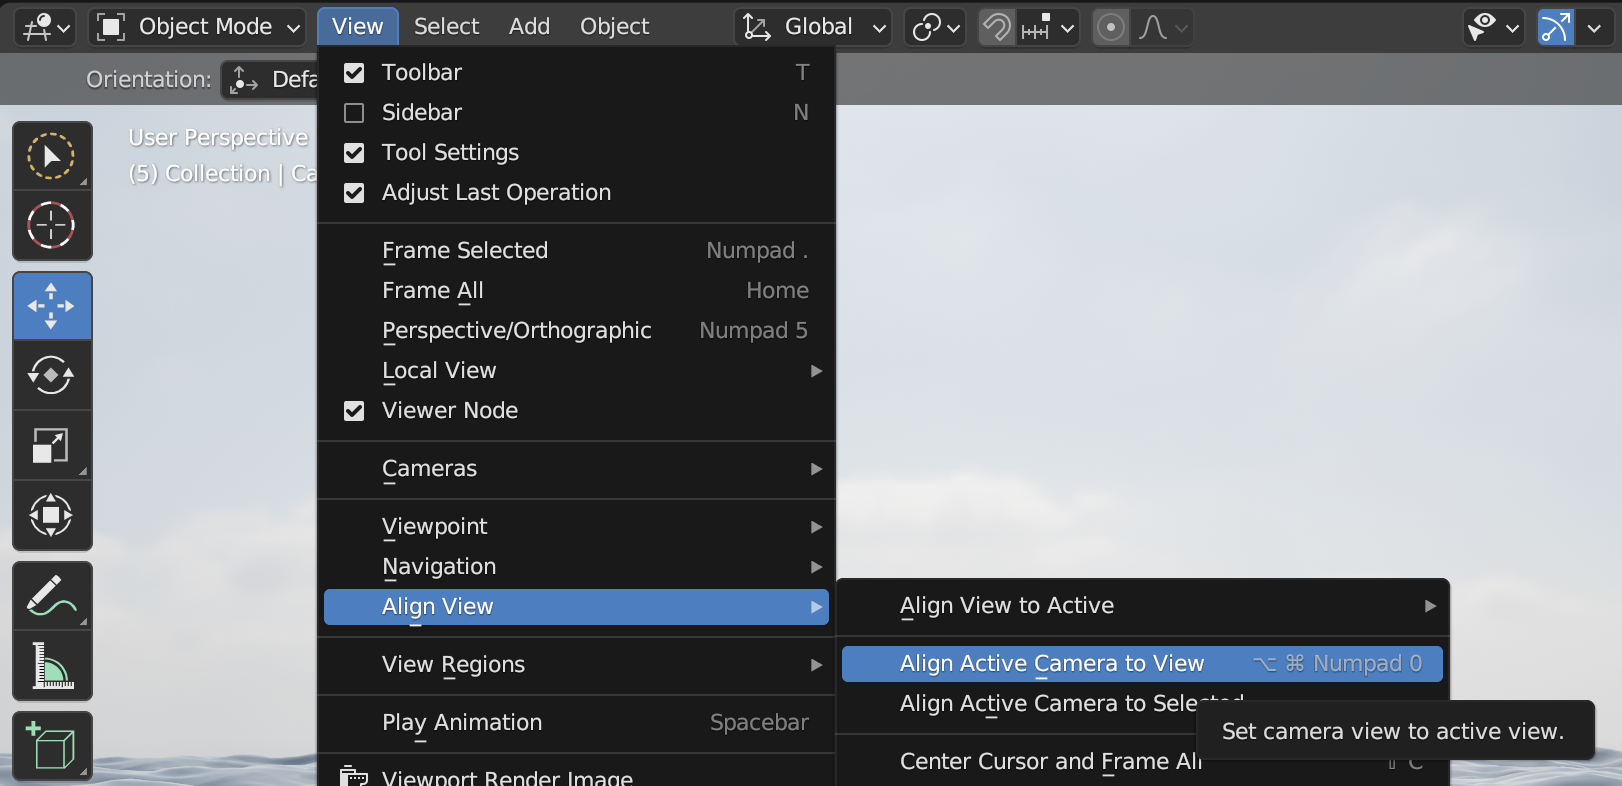 Object Mode View Select Add Object Global
Orientation: Defa
User Perspective
(5) Collection | Ca
Toolbar T
Sidebar N
Tool Settings
Adjust Last Operation
Frame Selected Numpad .
Frame All Home
Perspective/Orthographic Numpad 5
Local View
Viewer Node
Cameras
Viewpoint
Navigation
Align View
View Regions
Play Animation Spacebar
Viewport Render Image
Align View to Active
Align Active Camera to View ⌥ ⌘ Numpad 0
Align Active Camera to Selected
Center Cursor and Frame All ⇧ C
Set camera view to active view.